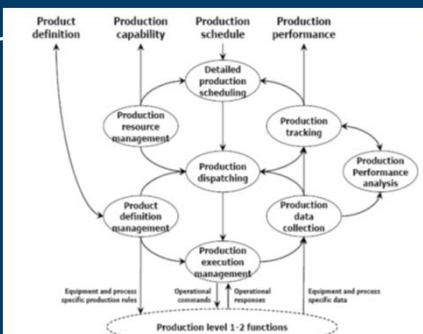 Product
definition
Production
capability
Production
schedule
Production
performance
Detailed
production
scheduling
Production
resource
management
Production
tracking
Production
dispatching
Production
Performance
analysis
Product
definition
management
Production
data
collection
Production
execution
management
Equipment and process
specific production rules
Operational
commands
Operational
responses
Equipment and process
specific data
Production level 1-2 functions